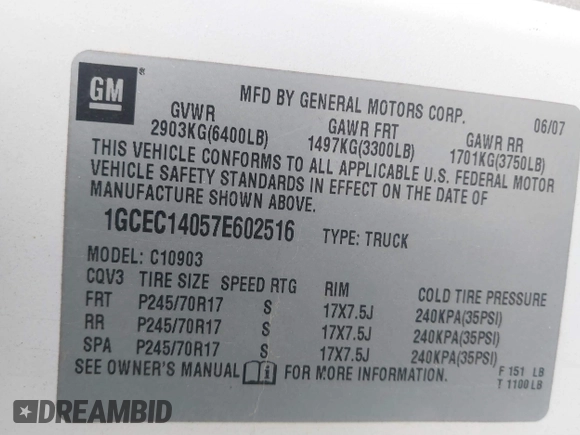 GM ®
MFD BY GENERAL MOTORS CORP. 06/07
GVWR GAWR FRT GAWR RR
2903KG(6400LB) 1497KG(3300LB) 1701KG(3750LB)
THIS VEHICLE CONFORMS TO ALL APPLICABLE U.S. FEDERAL MOTOR
VEHICLE SAFETY STANDARDS IN EFFECT ON THE DATE OF
MANUFACTURE SHOWN ABOVE.
1GCEC14057E602516 TYPE: TRUCK
MODEL: C10903
CQV3 TIRE SIZE SPEED RTG RIM COLD TIRE PRESSURE
FRT P245/70R17 S 17X7.5J 240KPA(35PSI)
RR P245/70R17 S 17X7.5J 240KPA(35PSI)
SPA P245/70R17 S 17X7.5J 240KPA(35PSI)
SEE OWNER'S MANUAL i FOR MORE INFORMATION. F 151 LB
T 1100 LB
DREAMBID